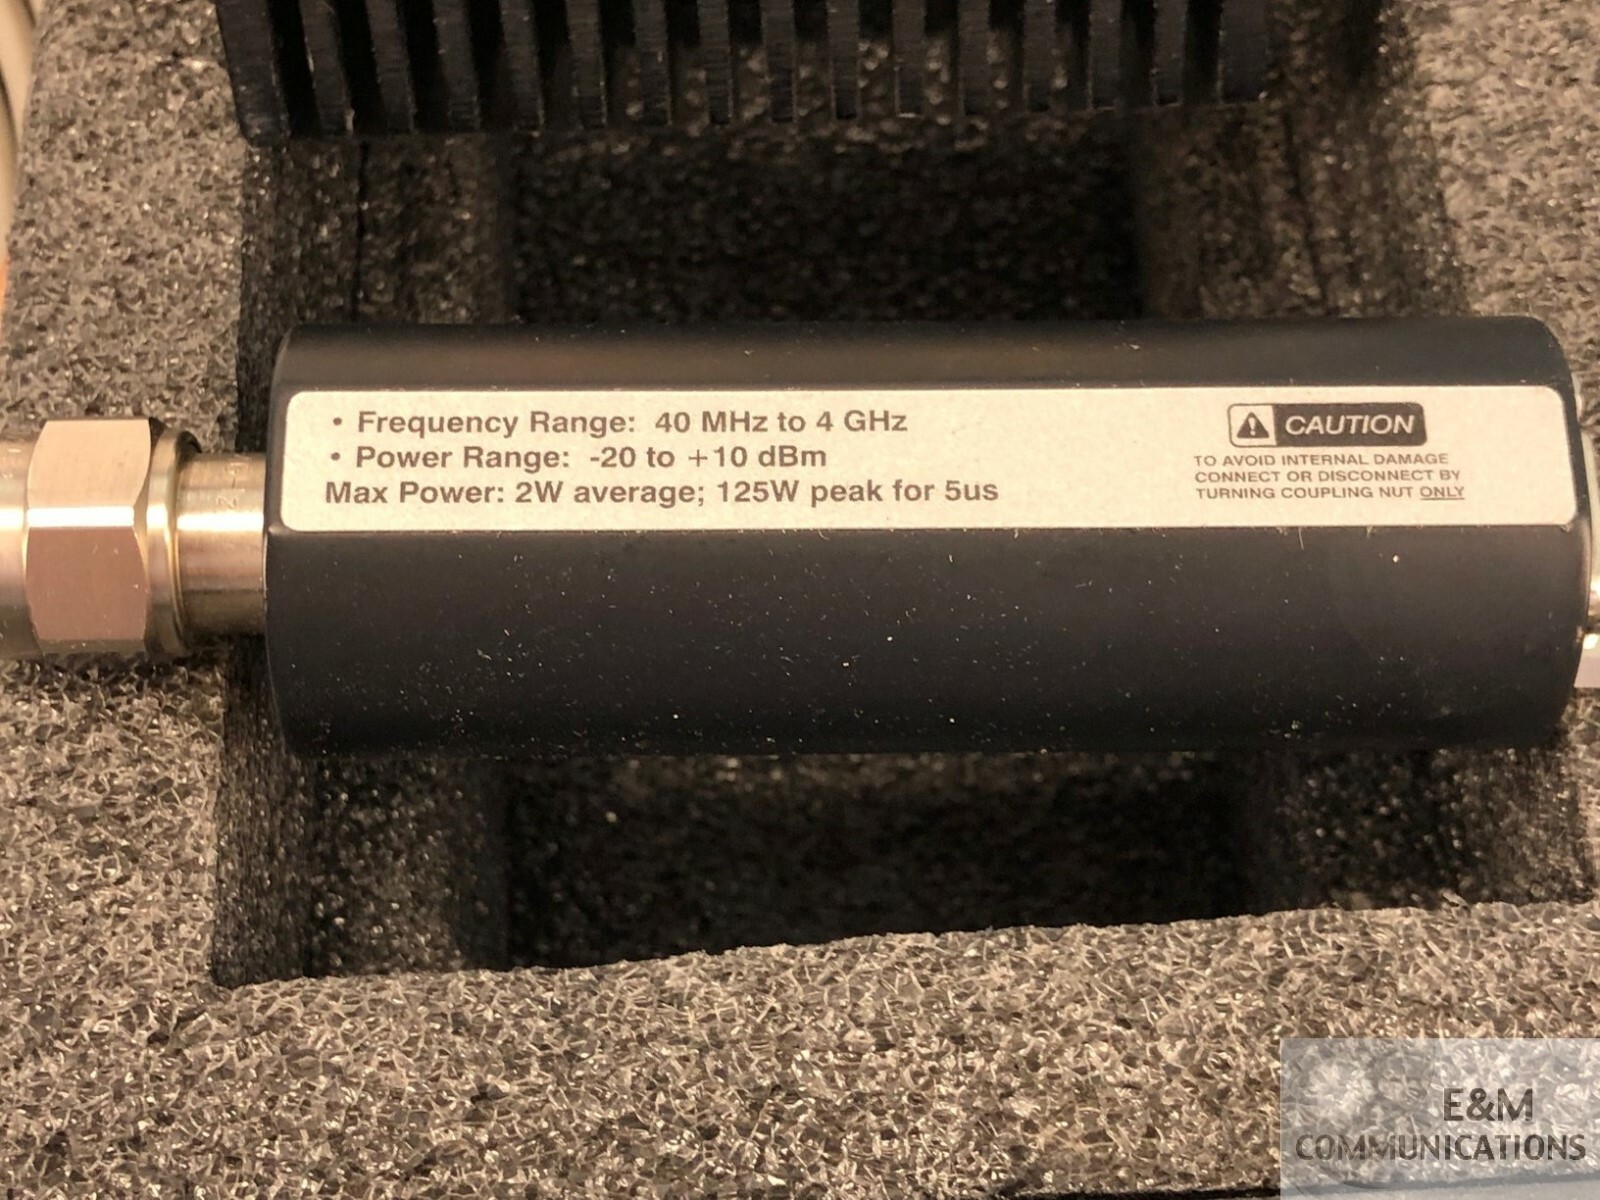 • Frequency Range: 40 MHz to 4 GHz
• Power Range: -20 to +10 dBm
Max Power: 2W average; 125W peak for 5us
CAUTION
TO AVOID INTERNAL DAMAGE
CONNECT OR DISCONNECT BY
TURNING COUPLING NUT ONLY
E&M
COMMUNICATIONS